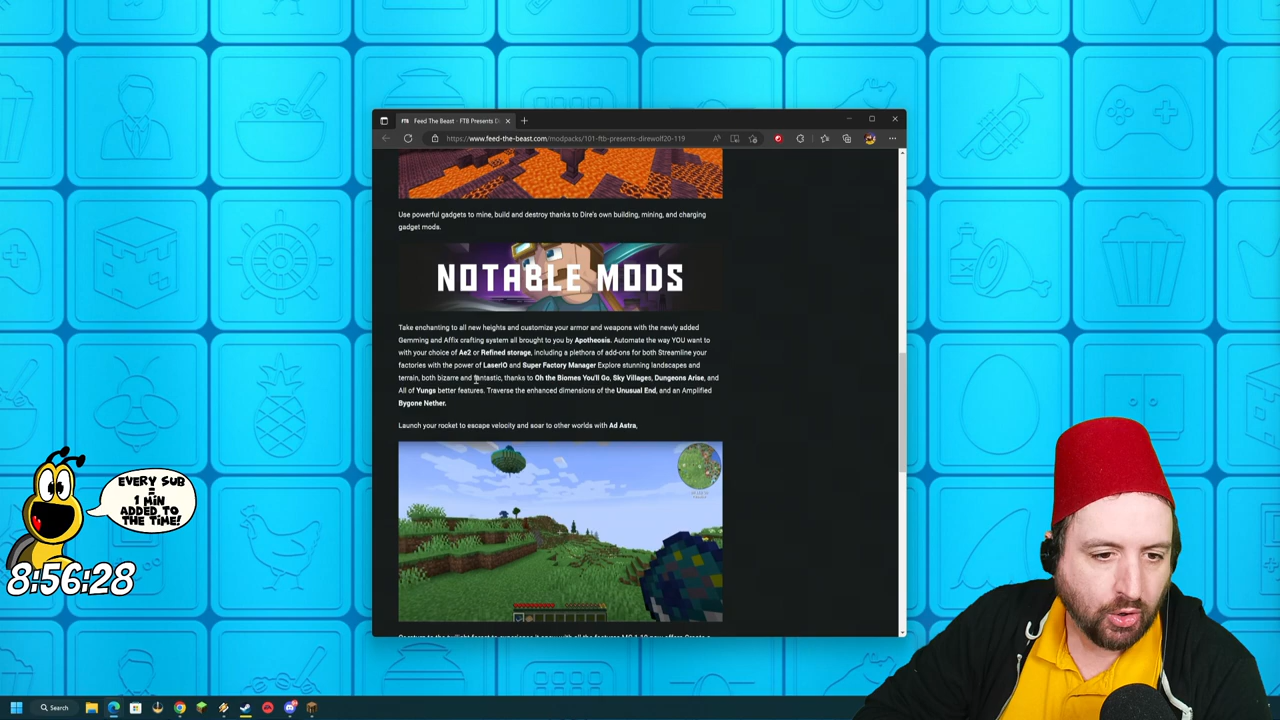 Feed The Beast - FTB Presents Di
https://www.feed-the-beast.com/modpacks/101-ftb-presents-direwolf20-119
Use powerful gadgets to mine, build and destroy thanks to Dire's own building, mining, and charging
gadget mods.
NOTABLE MODS
Take enchanting to all new heights and customize your armor and weapons with the newly added
Gemming and Affix crafting system all brought to you by Apotheosis. Automate the way YOU want to
with your choice of Ae2 or Refined storage, including a plethora of add-ons for both Streamline your
factories with the power of LaserIO and Super Factory Manager Explore stunning landscapes and
terrain, both bizarre and fantastic, thanks to Oh the Biomes You'll Go, Sky Villages, Dungeons Arise, and
All of Yungs better features. Traverse the enhanced dimensions of the Unusual End, and an Amplified
Bygone Nether.
Launch your rocket to escape velocity and soar to other worlds with Ad Astra,
EVERY SUB
=
1 MIN
ADDED TO
THE TIME!
8:56:28
Search